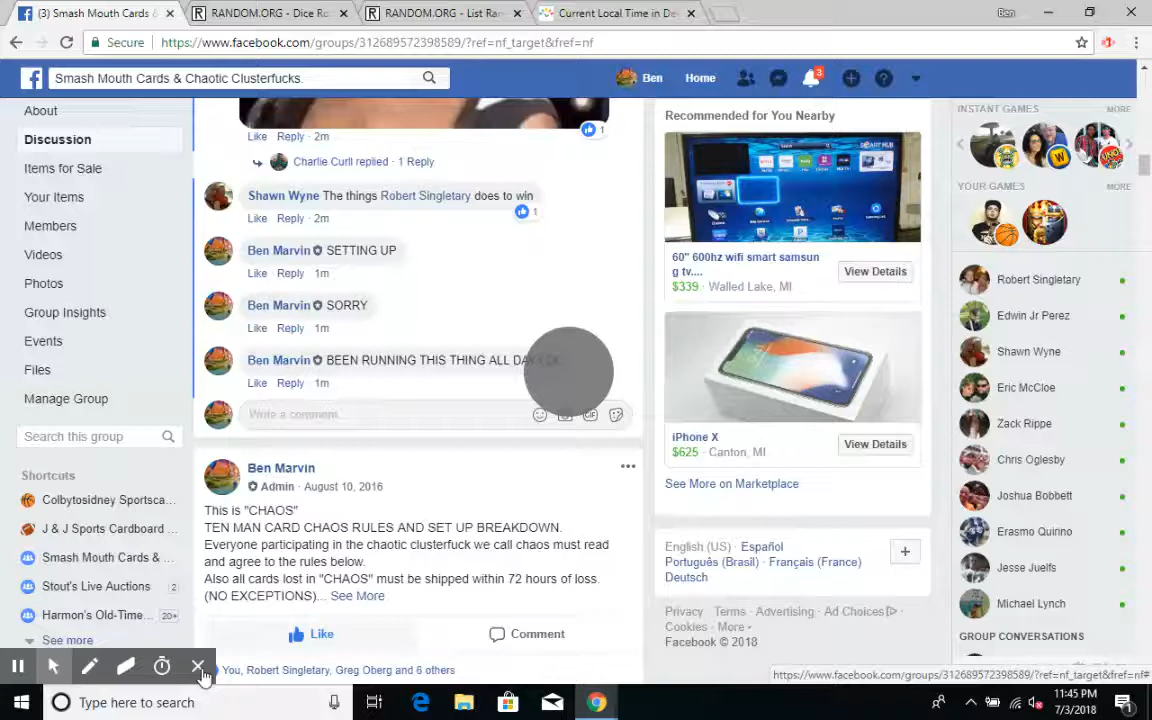 (3) Smash Mouth Cards &
RANDOM.ORG - Dice Ro
RANDOM.ORG - List Ran
Current Local Time in De
Ben
Secure
https://www.facebook.com/groups/312689572398589/?ref=nf_target&fref=nf
Smash Mouth Cards & Chaotic Clusterfucks.
Ben
Home
3
About
Discussion
Items for Sale
Your Items
Members
Videos
Photos
Group Insights
Events
Files
Manage Group
Search this group
Shortcuts
Colbytosidney Sportsca...
J & J Sports Cardboard ...
Smash Mouth Cards & ...
Stout's Live Auctions 2
Harmon's Old-Time... 20+
See more
Like · Reply · 2m
1
Charlie Curll replied · 1 Reply
Shawn Wyne The things Robert Singletary does to win
Like · Reply · 2m
1
Ben Marvin SETTING UP
Like · Reply · 1m
Ben Marvin SORRY
Like · Reply · 1m
Ben Marvin BEEN RUNNING THIS THING ALL DAY
Like · Reply · 1m
Write a comment...
GIF
Ben Marvin
Admin · August 10, 2016
This is "CHAOS"
TEN MAN CARD CHAOS RULES AND SET UP BREAKDOWN.
Everyone participating in the chaotic clusterfuck we call chaos must read
and agree to the rules below.
Also all cards lost in "CHAOS" must be shipped within 72 hours of loss.
(NO EXCEPTIONS)... See More
Like
Comment
You, Robert Singletary, Greg Oberg and 6 others
Recommended for You Nearby
SMART HUB
60" 600hz wifi smart samsun
g tv....
$339 · Walled Lake, MI
View Details
iPhone X
$625 · Canton, MI
View Details
See More on Marketplace
English (US) · Español ·
Português (Brasil) · Français (France) ·
Deutsch
Privacy · Terms · Advertising · Ad Choices ·
Cookies · More
Facebook © 2018
INSTANT GAMES
MORE
YOUR GAMES
MORE
Robert Singletary
Edwin Jr Perez
Shawn Wyne
Eric McCloe
Zack Rippe
Chris Oglesby
Joshua Bobbett
Erasmo Quirino
Jesse Juelfs
Michael Lynch
GROUP CONVERSATIONS
https://www.facebook.com/groups/312689572398589/?ref=nf_target&fref=nf#
Type here to search
11:45 PM
7/3/2018
1